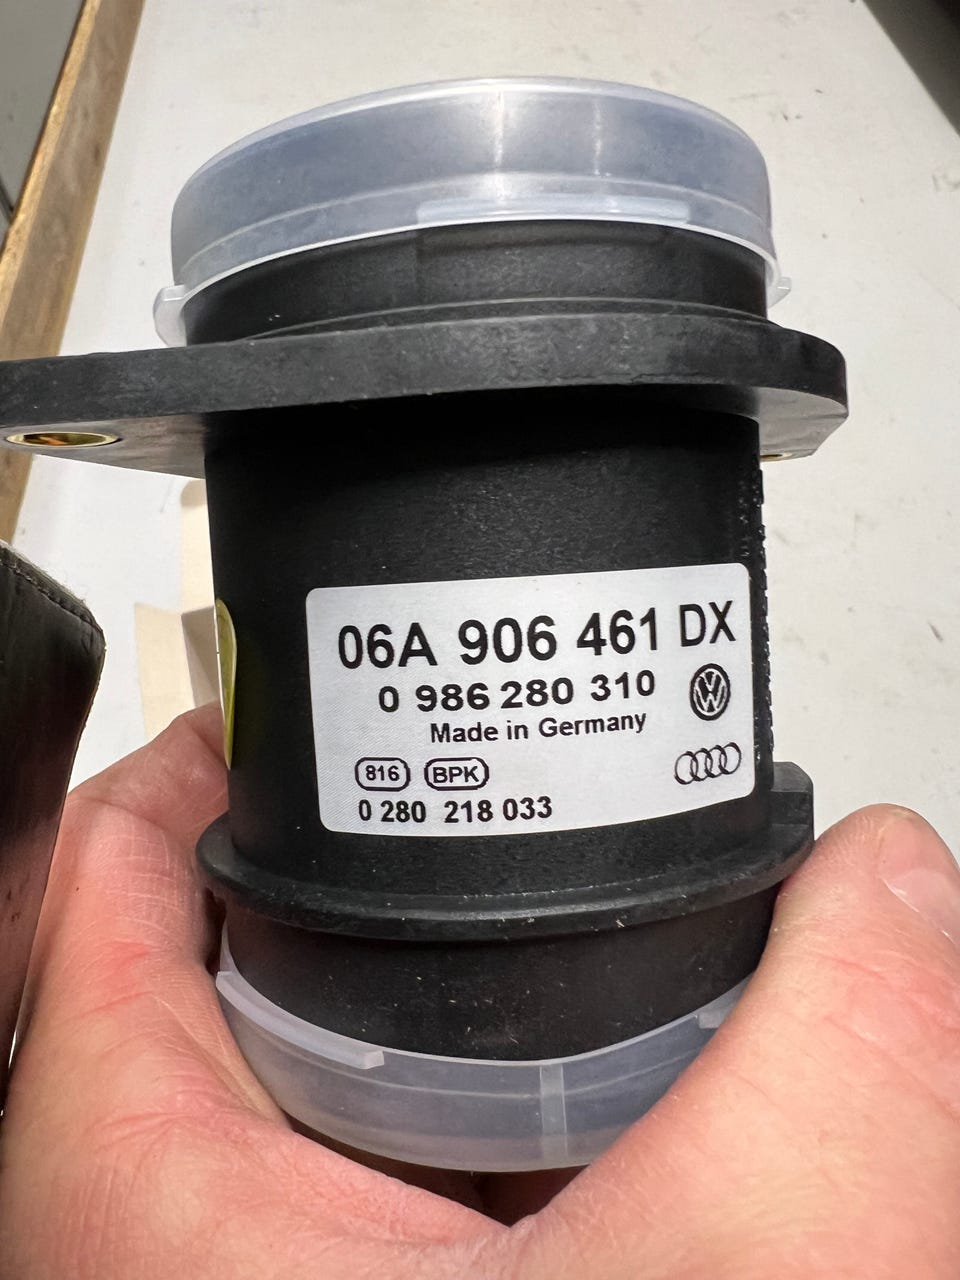 06A 906 461 DX
0 986 280 310
Made in Germany
816 BPK
0 280 218 033